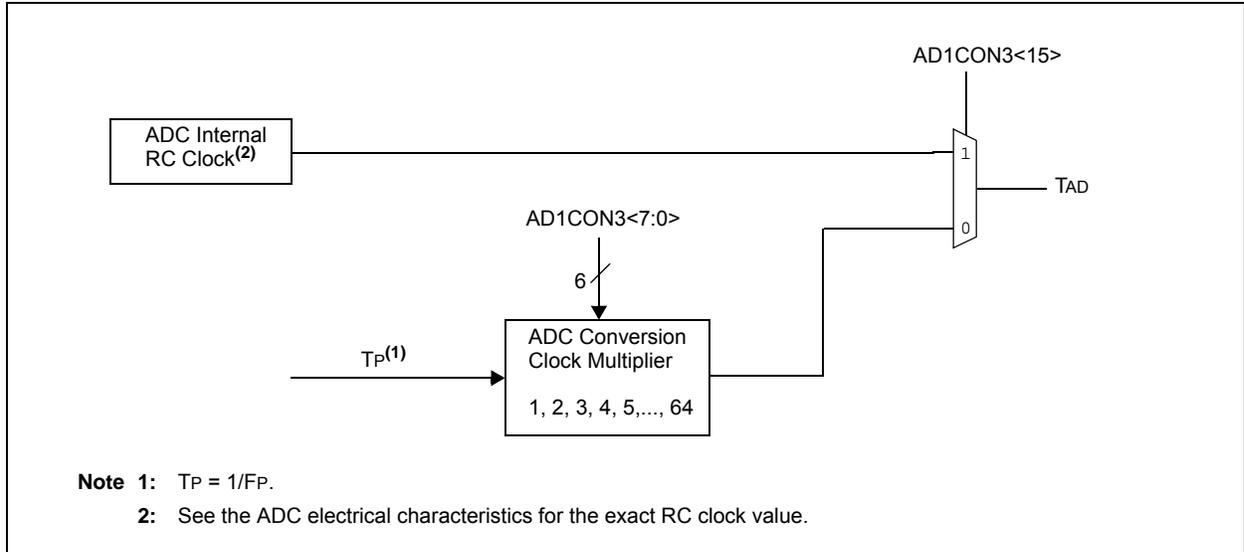 AD1CON3<15>
ADC Internal
RC Clock(2)
1
TAD
AD1CON3<7:0>
0
6
ADC Conversion
Clock Multiplier
TP(1)
1, 2, 3, 4, 5,..., 64
Note 1: TP = 1/FP.
2: See the ADC electrical characteristics for the exact RC clock value.